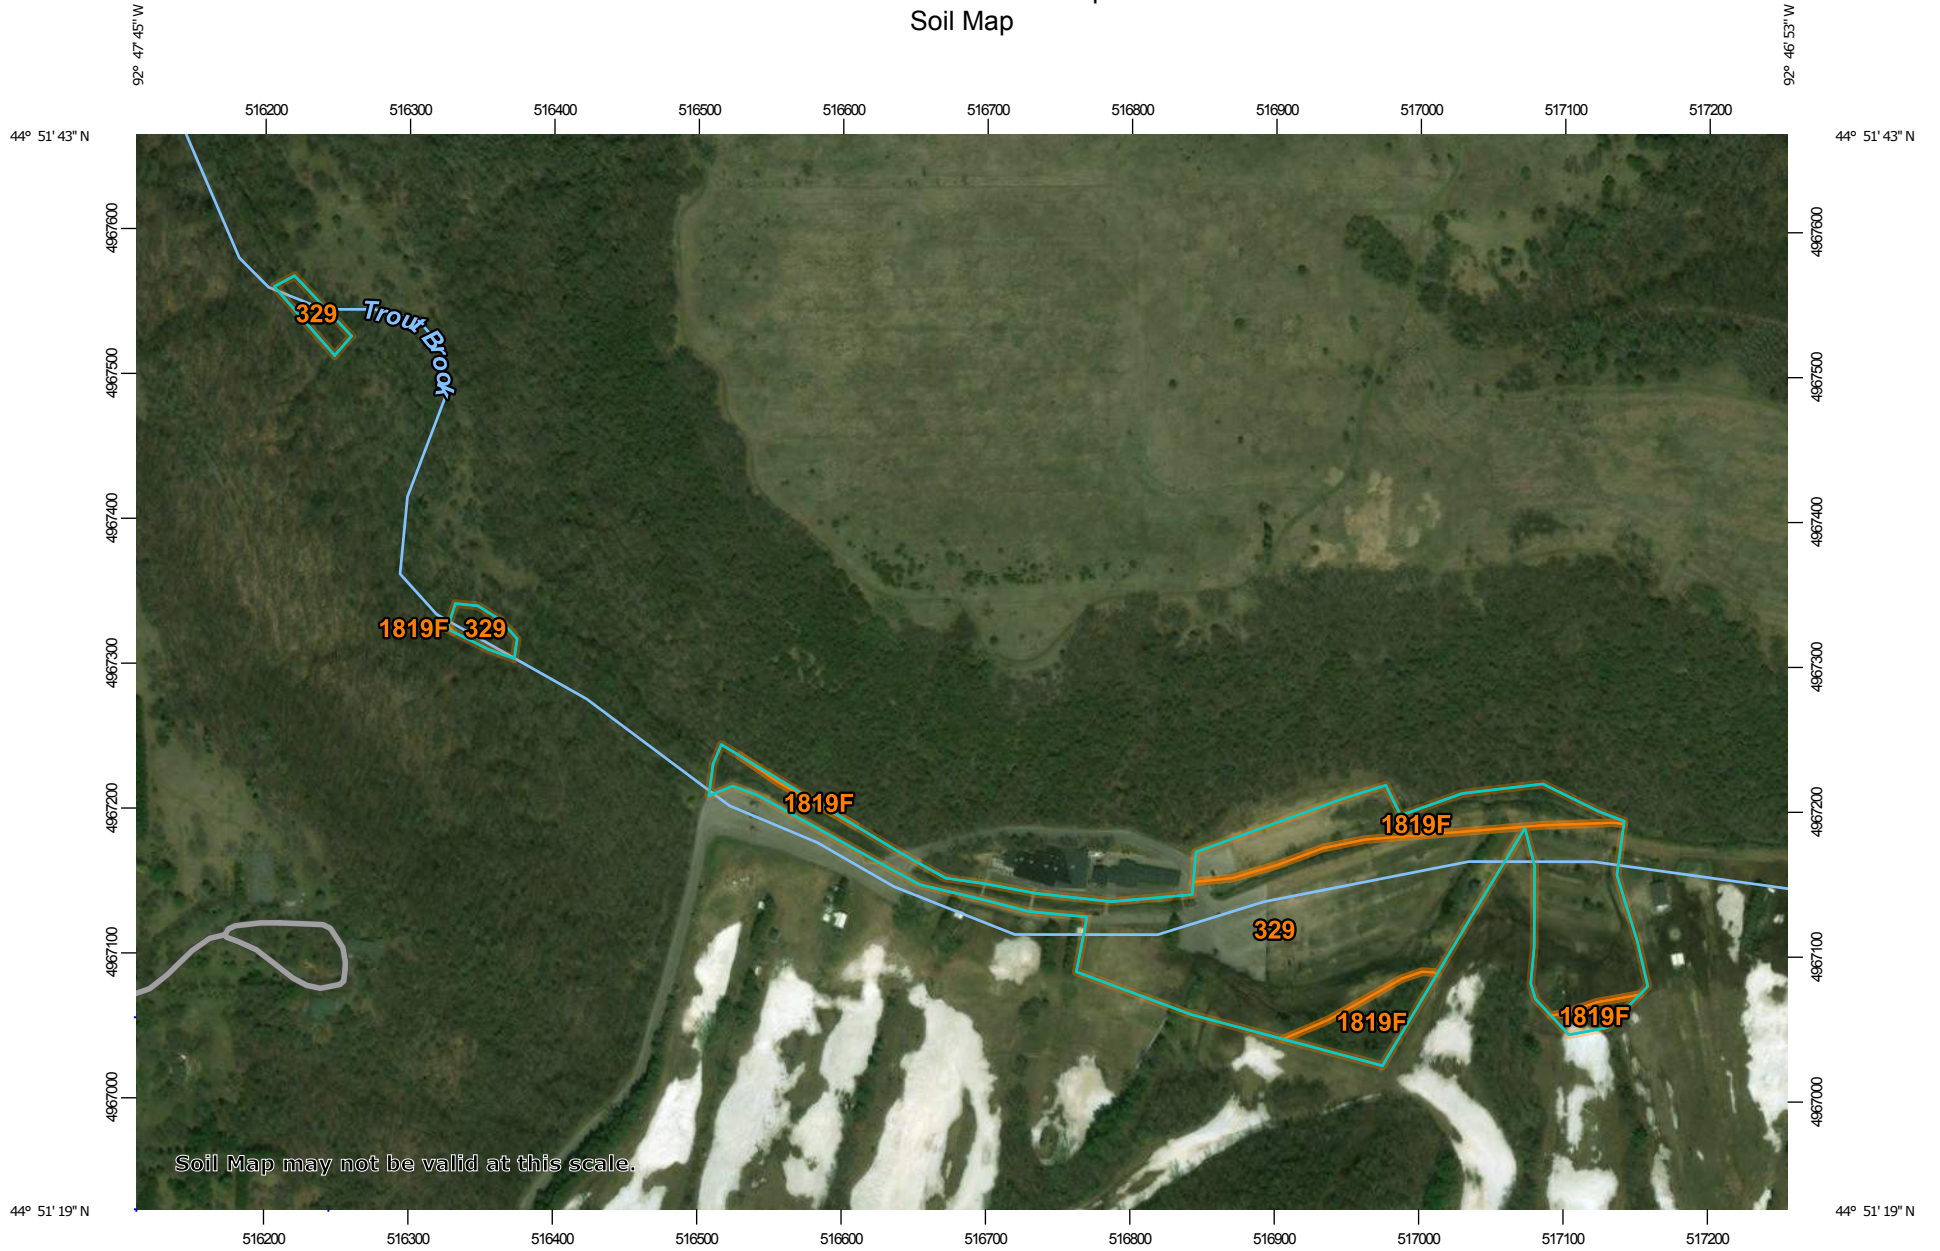 Soil Map
92° 47' 45'' W
92° 46' 53'' W
516200 516300 516400 516500 516600 516700 516800 516900 517000 517100 517200
44° 51' 43'' N
44° 51' 43'' N
4967600
4967600
329
Trout Brook
4967500
4967500
4967400
4967400
1819F 329
4967300
4967300
1819F
1819F
4967200
4967200
329
4967100
4967100
1819F
1819F
4967000
4967000
Soil Map may not be valid at this scale.
44° 51' 19'' N
44° 51' 19'' N
516200 516300 516400 516500 516600 516700 516800 516900 517000 517100 517200